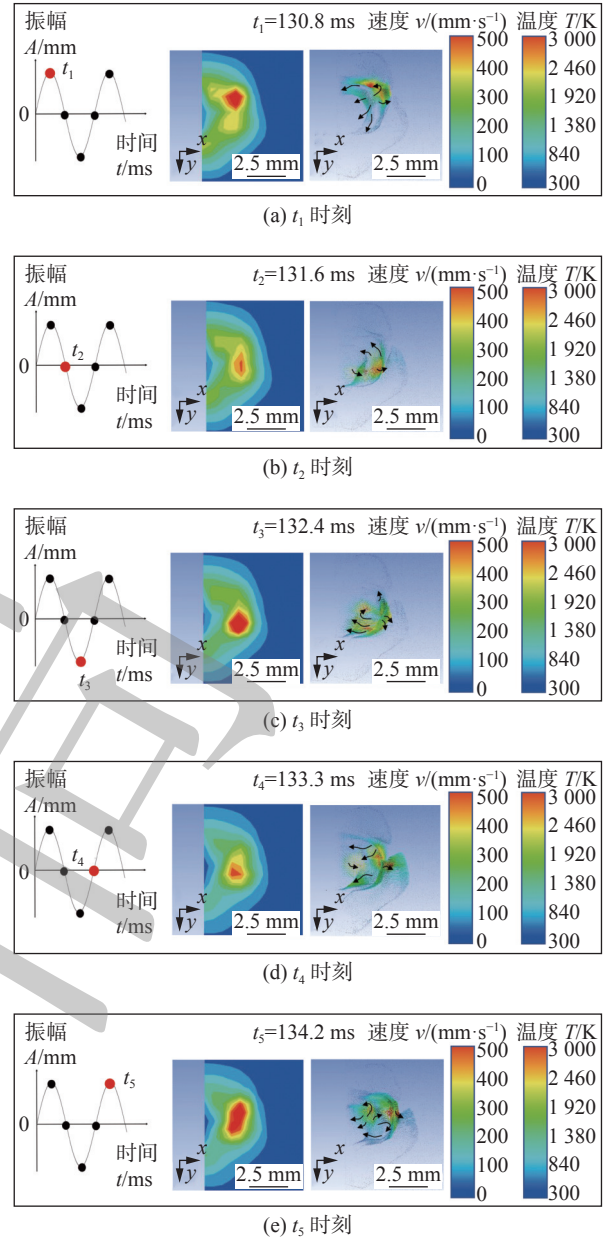 振幅 t₁=130.8 ms 速度 v/(mm·s⁻¹) 温度 T/K
A/mm t₁ 500 3 000
400 2 460
300 1 920
0 时间 200 1 380
t/ms x y 2.5 mm x y 2.5 mm 100 840
0 300
(a) t₁ 时刻
振幅 t₂=131.6 ms 速度 v/(mm·s⁻¹) 温度 T/K
A/mm 500 3 000
400 2 460
t₂ 300 1 920
0 时间 200 1 380
t/ms x y 2.5 mm x y 2.5 mm 100 840
0 300
(b) t₂ 时刻
振幅 t₃=132.4 ms 速度 v/(mm·s⁻¹) 温度 T/K
A/mm 500 3 000
400 2 460
300 1 920
0 时间 200 1 380
t₃ t/ms x y 2.5 mm x y 2.5 mm 100 840
0 300
(c) t₃ 时刻
振幅 t₄=133.3 ms 速度 v/(mm·s⁻¹) 温度 T/K
A/mm 500 3 000
400 2 460
t₄ 300 1 920
0 时间 200 1 380
t/ms x y 2.5 mm x y 2.5 mm 100 840
0 300
(d) t₄ 时刻
振幅 t₅=134.2 ms 速度 v/(mm·s⁻¹) 温度 T/K
A/mm t₅ 500 3 000
400 2 460
300 1 920
0 时间 200 1 380
t/ms x y 2.5 mm x y 2.5 mm 100 840
0 300
(e) t₅ 时刻